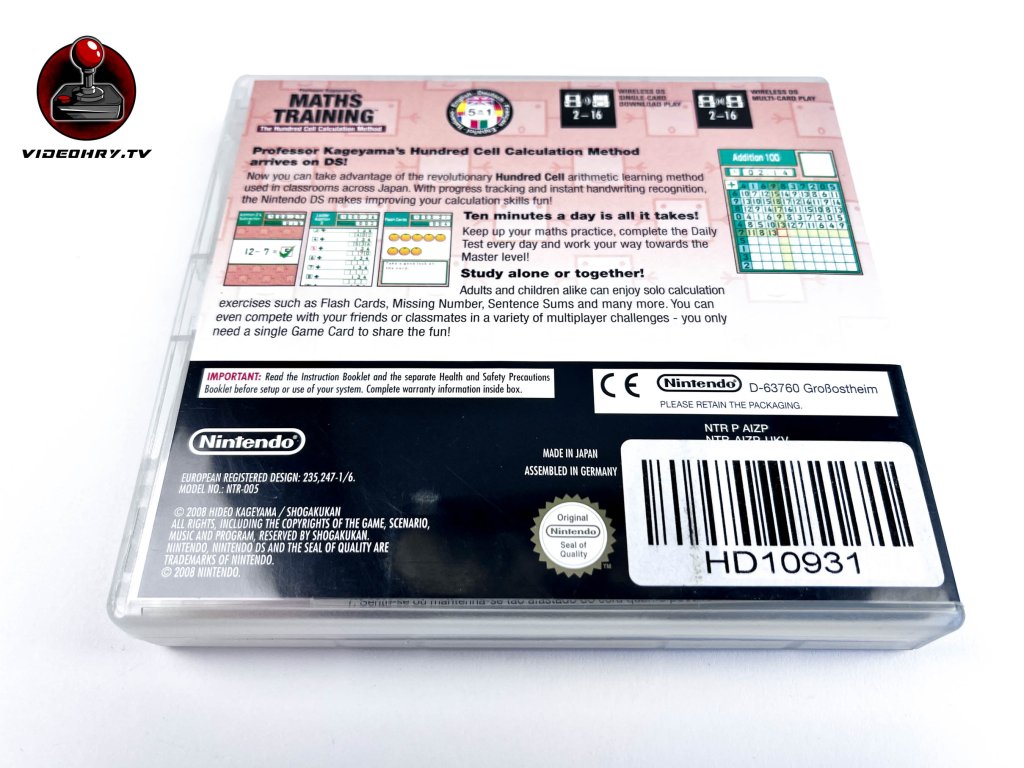 VIDEOHRY.TV
Professor Kageyama's
MATHS
TRAINING
The Hundred Cell Calculation Method
English Deutsch Français Español Italiano
5 in 1
WIRELESS DS
SINGLE-CARD
DOWNLOAD PLAY
2-16
WIRELESS DS
MULTI-CARD PLAY
2-16
Professor Kageyama's Hundred Cell Calculation Method
arrives on DS!
Now you can take advantage of the revolutionary Hundred Cell arithmetic learning method
used in classrooms across Japan. With progress tracking and instant handwriting recognition,
the Nintendo DS makes improving your calculation skills fun!
Addition 100
Flash Cards
12-7=
Ten minutes a day is all it takes!
Keep up your maths practice, complete the Daily
Test every day and work your way towards the
Master level!
Study alone or together!
Adults and children alike can enjoy solo calculation
exercises such as Flash Cards, Missing Number, Sentence Sums and many more. You can
even compete with your friends or classmates in a variety of multiplayer challenges - you only
need a single Game Card to share the fun!
IMPORTANT: Read the Instruction Booklet and the separate Health and Safety Precautions
Booklet before setup or use of your system. Complete warranty information inside box.
CE Nintendo D-63760 Großostheim
PLEASE RETAIN THE PACKAGING.
NTR P AIZP
NTR-AIZP-UKV
Nintendo
MADE IN JAPAN
ASSEMBLED IN GERMANY
EUROPEAN REGISTERED DESIGN: 235,247-1/6.
MODEL NO.: NTR-005
© 2008 HIDEO KAGEYAMA / SHOGAKUKAN
ALL RIGHTS, INCLUDING THE COPYRIGHTS OF THE GAME, SCENARIO,
MUSIC AND PROGRAM, RESERVED BY SHOGAKUKAN.
NINTENDO, NINTENDO DS AND THE SEAL OF QUALITY ARE
TRADEMARKS OF NINTENDO.
© 2008 NINTENDO.
Original
Nintendo
Seal of
Quality
TM
HD10931